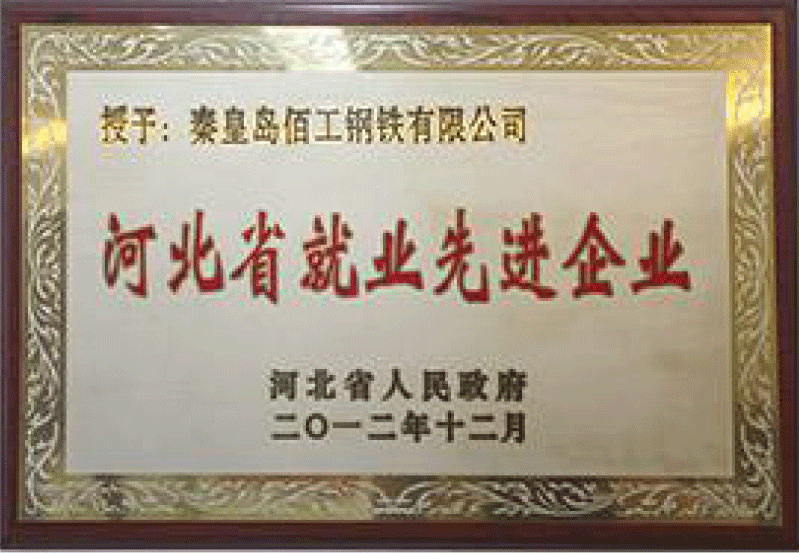 授于：秦皇岛佰工钢铁有限公司
河北省就业先进企业
河北省人民政府
二〇一二年十二月